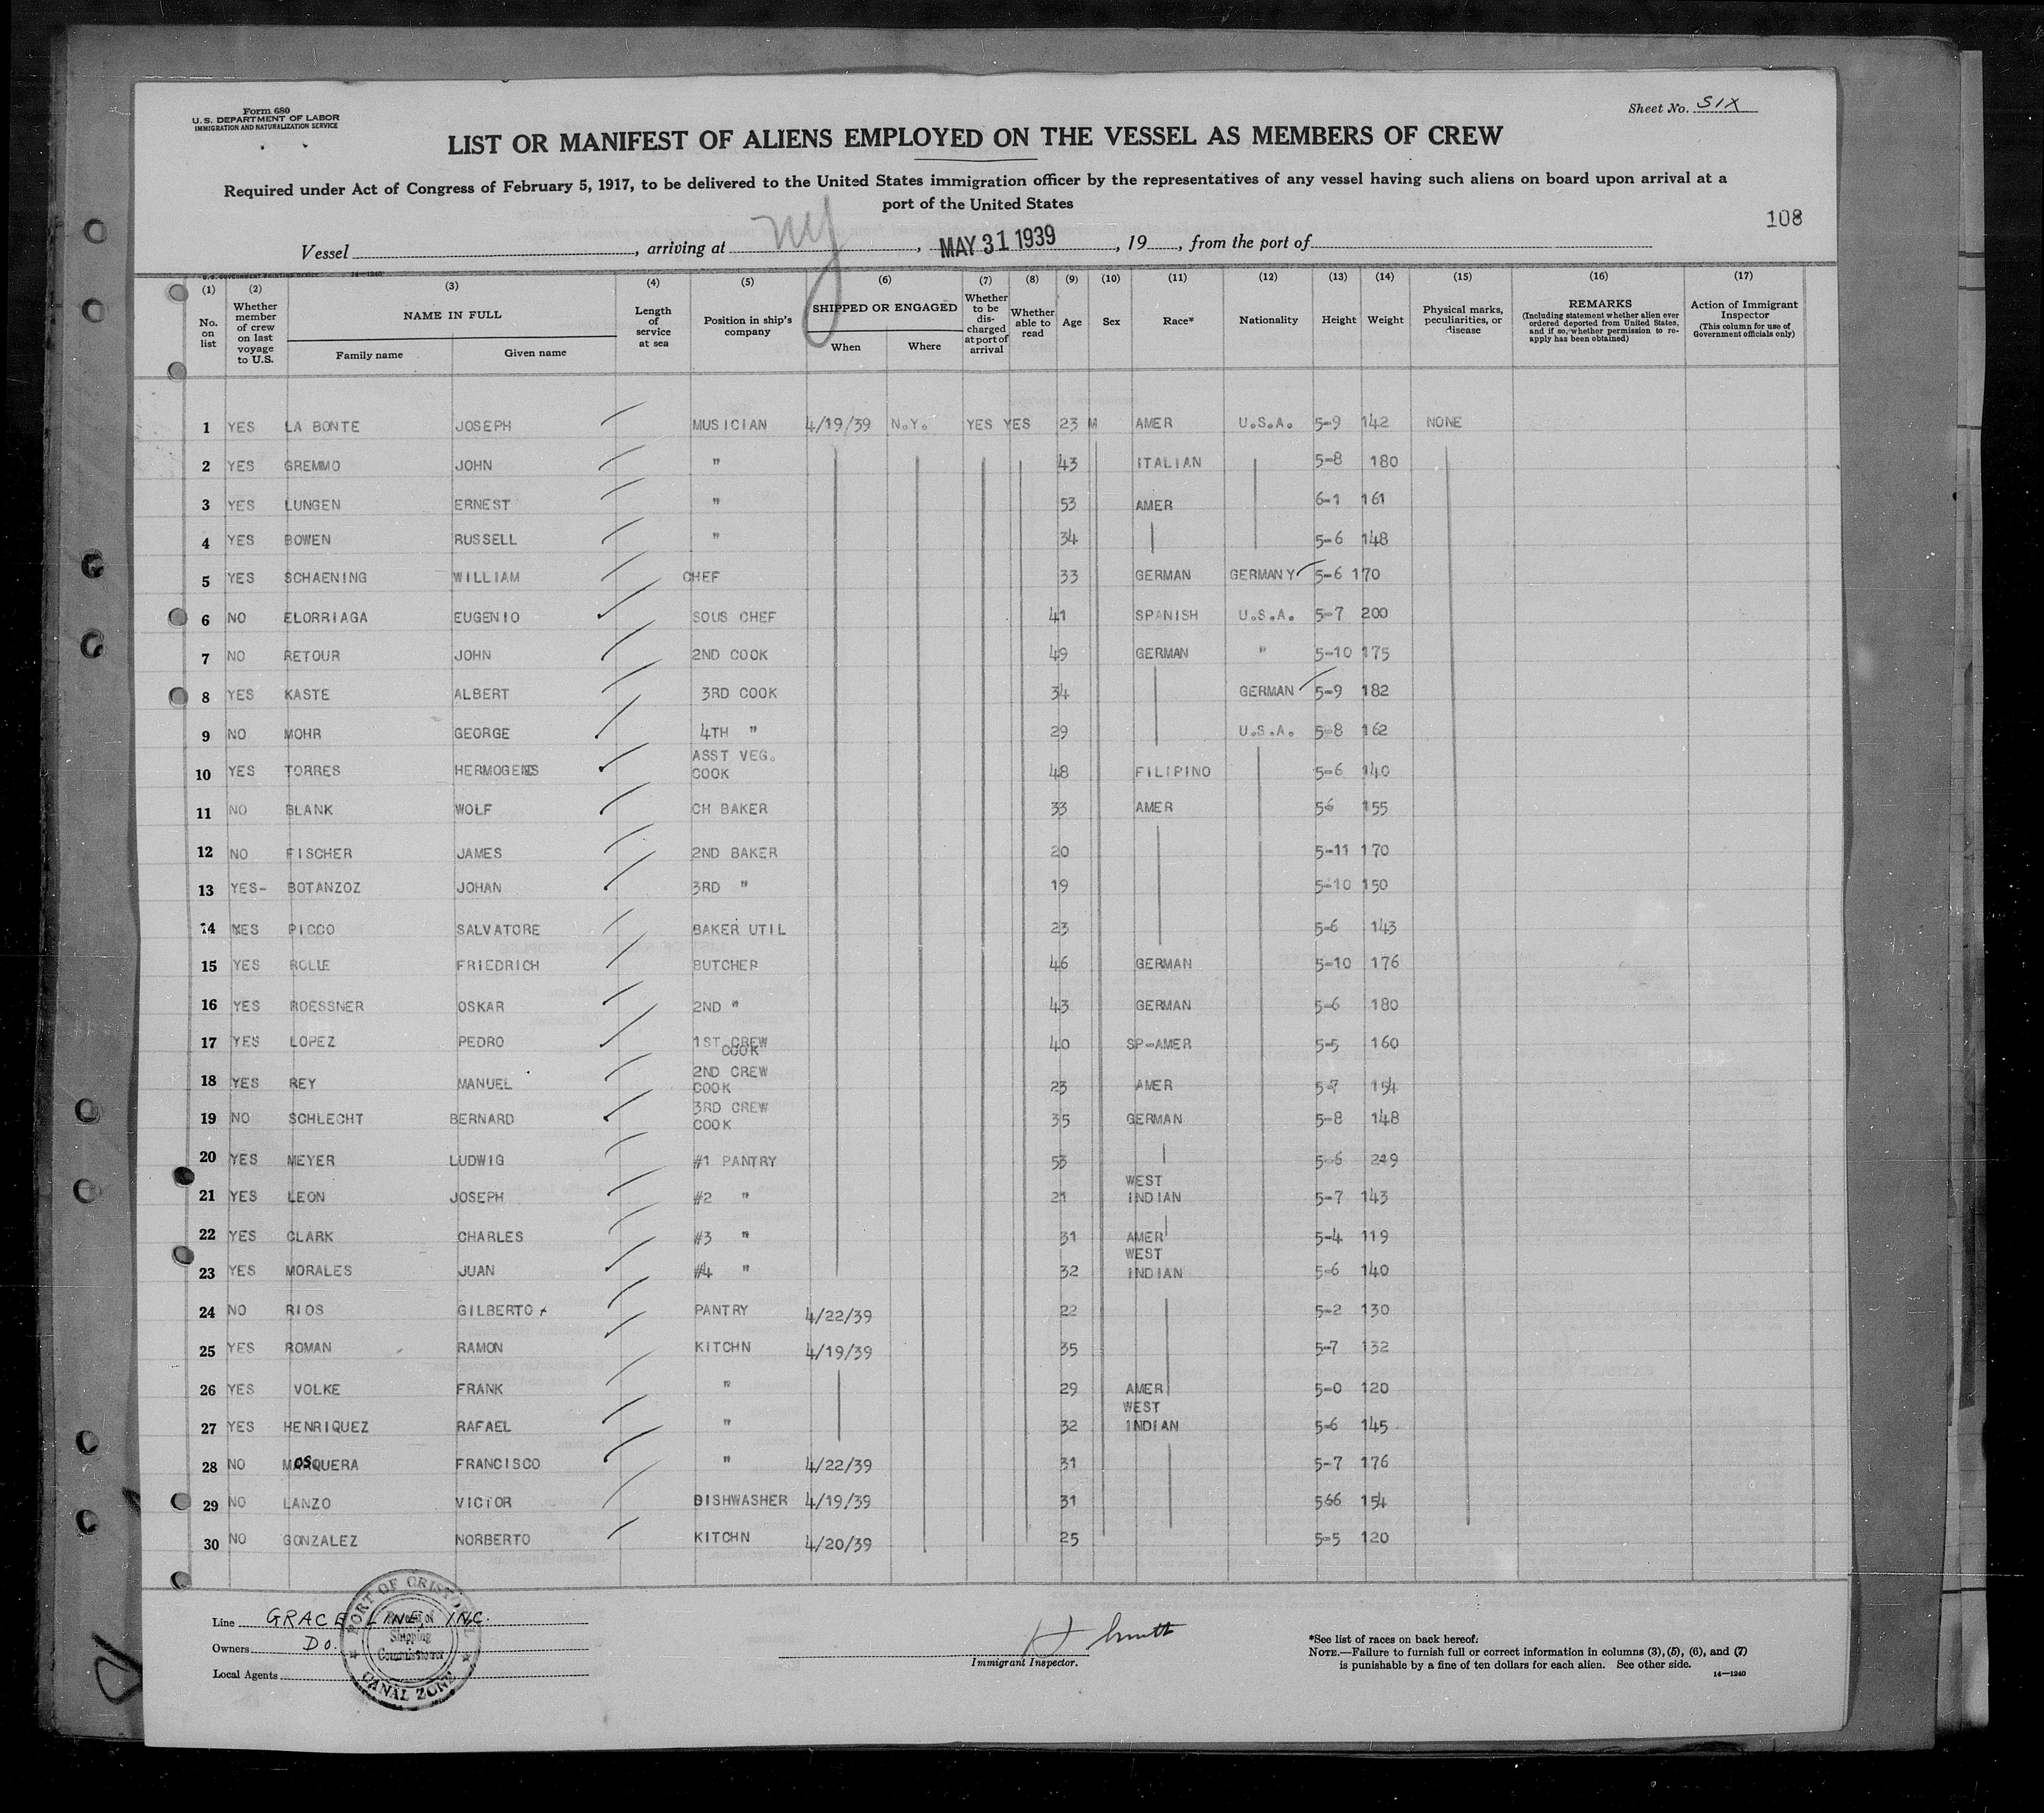 Form 680
U.S. DEPARTMENT OF LABOR
IMMIGRATION AND NATURALIZATION SERVICE
Sheet No. SIX
LIST OR MANIFEST OF ALIENS EMPLOYED ON THE VESSEL AS MEMBERS OF CREW
Required under Act of Congress of February 5, 1917, to be delivered to the United States immigration officer by the representatives of any vessel having such aliens on board upon arrival at a
port of the United States
108
Vessel , arriving at NY , MAY 31 1939 , 19 , from the port of
U.S. GOVERNMENT PRINTING OFFICE 14—1240
(1) (2) (3) (4) (5) (6) (7) (8) (9) (10) (11) (12) (13) (14) (15) (16) (17)
No. on list Whether member of crew on last voyage to U.S. NAME IN FULL Family name Given name Length of service at sea Position in ship's company SHIPPED OR ENGAGED When Where Whether to be discharged at port of arrival Whether able to read Age Sex Race* Nationality Height Weight Physical marks, peculiarities, or disease REMARKS (Including statement whether alien ever ordered deported from United States, and if so, whether permission to re-apply has been obtained) Action of Immigrant Inspector (This column for use of Government officials only)
1 YES LA BONTE JOSEPH MUSICIAN 4/19/39 N.Y. YES YES 23 M AMER U.S.A. 5-9 142 NONE
2 YES GREMMO JOHN " 43 ITALIAN 5-8 180
3 YES LUNGEN ERNEST " 53 AMER 6-1 161
4 YES BOWEN RUSSELL " 34 5-6 148
5 YES SCHAENING WILLIAM CHEF 33 GERMAN GERMANY 5-6 170
6 NO ELORRIAGA EUGENIO SOUS CHEF 41 SPANISH U.S.A. 5-7 200
7 NO RETOUR JOHN 2ND COOK 49 GERMAN " 5-10 175
8 YES KASTE ALBERT 3RD COOK 34 GERMAN 5-9 182
9 NO MOHR GEORGE 4TH " 29 U.S.A. 5-8 162
10 YES TORRES HERMOGENS ASST VEG. COOK 48 FILIPINO 5-6 140
11 NO BLANK WOLF CH BAKER 33 AMER 56 155
12 NO FISCHER JAMES 2ND BAKER 20 5-11 170
13 YES- BOTANZOZ JOHAN 3RD " 19 5-10 150
14 YES PICCO SALVATORE BAKER UTIL 23 5-6 143
15 YES ROLLE FRIEDRICH BUTCHER 46 GERMAN 5-10 176
16 YES ROESSNER OSKAR 2ND " 43 GERMAN 5-6 180
17 YES LOPEZ PEDRO 1ST CREW COOK 40 SP-AMER 5-5 160
18 YES REY MANUEL 2ND CREW COOK 23 AMER 5-7 154
19 NO SCHLECHT BERNARD 3RD CREW COOK 35 GERMAN 5-8 148
20 YES MEYER LUDWIG #1 PANTRY 53 5-6 219
21 YES LEON JOSEPH #2 " 21 WEST INDIAN 5-7 143
22 YES CLARK CHARLES #3 " 31 AMER 5-4 119
23 YES MORALES JUAN #4 " 32 WEST INDIAN 5-6 140
24 NO RIOS GILBERTO PANTRY 4/22/39 22 5-2 130
25 YES ROMAN RAMON KITCHN 4/19/39 35 5-7 132
26 YES VOLKE FRANK " 29 AMER 5-0 120
27 YES HENRIQUEZ RAFAEL " 32 WEST INDIAN 5-6 145
28 NO MOSQUERA FRANCISCO " 4/22/39 31 5-7 176
29 NO LANZO VICTOR DISHWASHER 4/19/39 31 566 154
30 NO GONZALEZ NORBERTO KITCHN 4/20/39 25 5-5 120
Line GRACE LINE, INC.
Owners Do.
Local Agents
PORT OF CRISTOBAL
Shipping
Commissioner
CANAL ZONE
Immigrant Inspector.
*See list of races on back hereof.
NOTE.—Failure to furnish full or correct information in columns (3), (5), (6), and (7)
is punishable by a fine of ten dollars for each alien. See other side.
14—1240